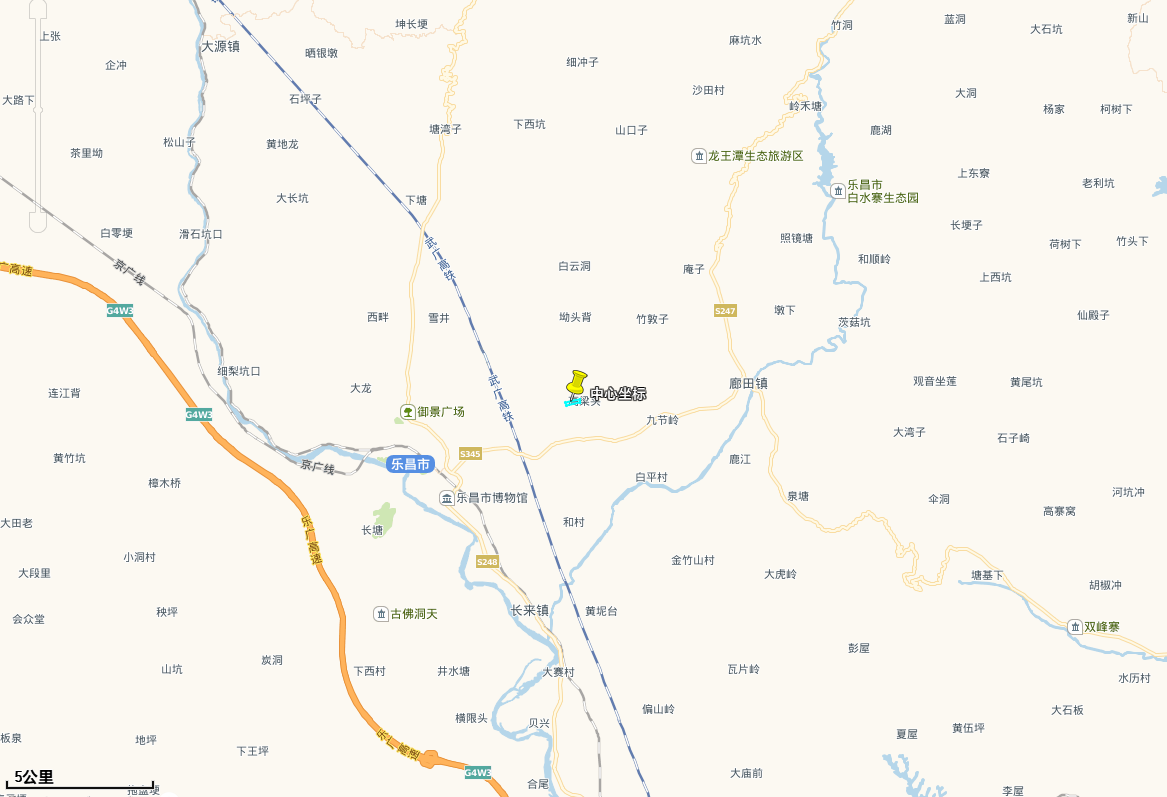 坤长埂
竹洞
蓝洞
新山
大石坑
上张
大源镇
麻坑水
晒银墩
企冲
细冲子
沙田村
大洞
大路下
石坪子
岭禾塘
杨家
柯树下
塘湾子
下西坑
山口子
鹿湖
松山子
黄地龙
茶里坳
龙王潭生态旅游区
上东寮
老利坑
乐昌市
白水寨生态园
大长坑
下塘
长埂子
白零埂
滑石坑口
照镜塘
荷树下
竹头下
武广高铁
和顺岭
广高速
京广线
白云洞
庵子
上西坑
G4W3
S247
墩下
西畔
雪井
坳头背
竹敦子
茨菇坑
仙殿子
细梨坑口
武广高铁
廊田镇
观音坐莲
黄尾坑
连江背
大龙
中心坐标
G4W3
御景广场
九节岭
大湾子
石子崎
S345
黄竹坑
京广线
乐昌市
鹿江
白平村
樟木桥
乐昌市博物馆
泉塘
伞洞
河坑冲
高寨窝
大田老
乐广高速
长塘
和村
小洞村
S248
金竹山村
大虎岭
塘基下
大段里
胡椒冲
秧坪
古佛洞天
长来镇
黄坭台
会众堂
双峰寨
彭屋
炭洞
山坑
下西村
井水塘
大赛村
瓦片岭
水历村
偏山岭
大石板
横限头
贝兴
黄伍坪
板泉
地坪
下王坪
乐广高速
夏屋
G4W3
大庙前
5公里
合尾
李屋